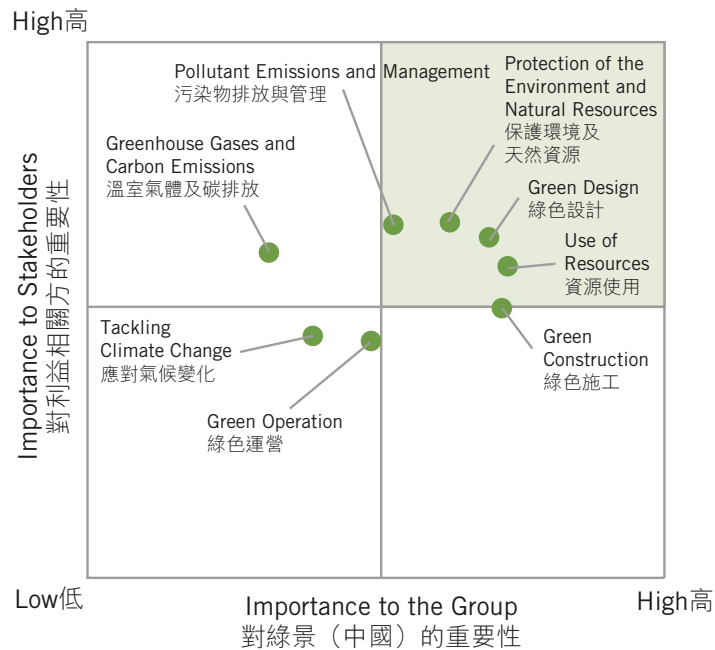 High高
Pollutant Emissions and Management
污染物排放與管理
Protection of the
Environment and
Natural Resources
保護環境及
天然資源
Greenhouse Gases and
Carbon Emissions
溫室氣體及碳排放
Green Design
綠色設計
Use of
Resources
資源使用
Importance to Stakeholders
對利益相關方的重要性
Tackling
Climate Change
應對氣候變化
Green
Construction
綠色施工
Green Operation
綠色運營
Low低
Importance to the Group
對綠景（中國）的重要性
High高